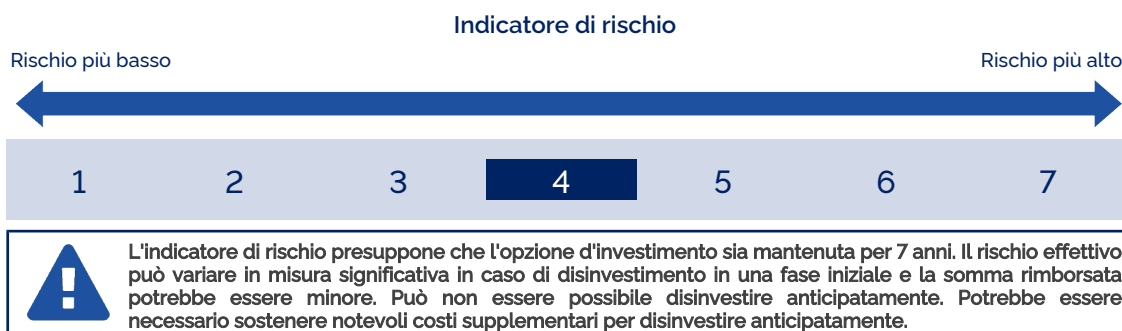 Indicatore di rischio
Rischio più basso
Rischio più alto
1 2 3 4 5 6 7
L'indicatore di rischio presuppone che l'opzione d'investimento sia mantenuta per 7 anni. Il rischio effettivo
può variare in misura significativa in caso di disinvestimento in una fase iniziale e la somma rimborsata
potrebbe essere minore. Può non essere possibile disinvestire anticipatamente. Potrebbe essere
necessario sostenere notevoli costi supplementari per disinvestire anticipatamente.